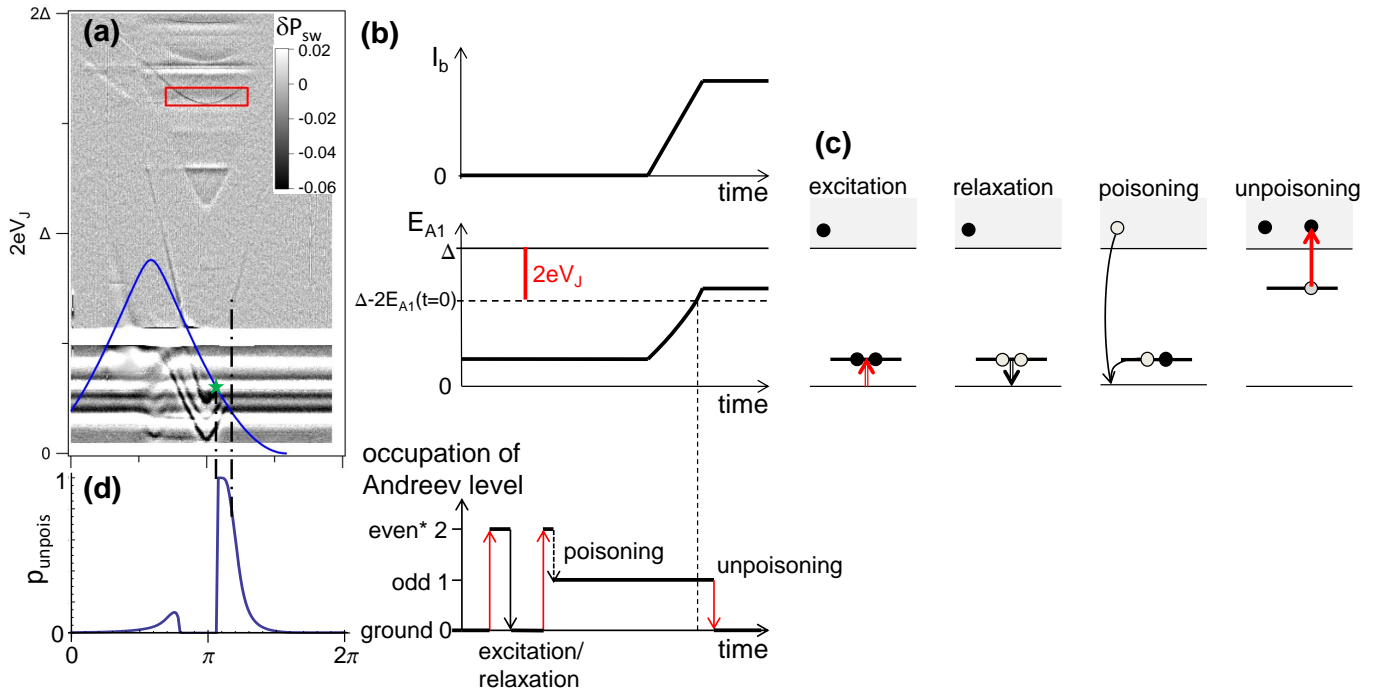 (a)
2Δ
Δ
0
2eV_J
δP_sw
0.02
0
-0.02
-0.04
-0.06
(b)
I_b
0
time
E_A1
Δ
2eV_J
Δ-2E_A1(t=0)
0
time
occupation of
Andreev level
even* 2
odd 1
ground 0
poisoning
unpoisoning
excitation/
relaxation
time
(c)
excitation
relaxation
poisoning
unpoisoning
(d)
1
p_unpois
0
0
π
2π